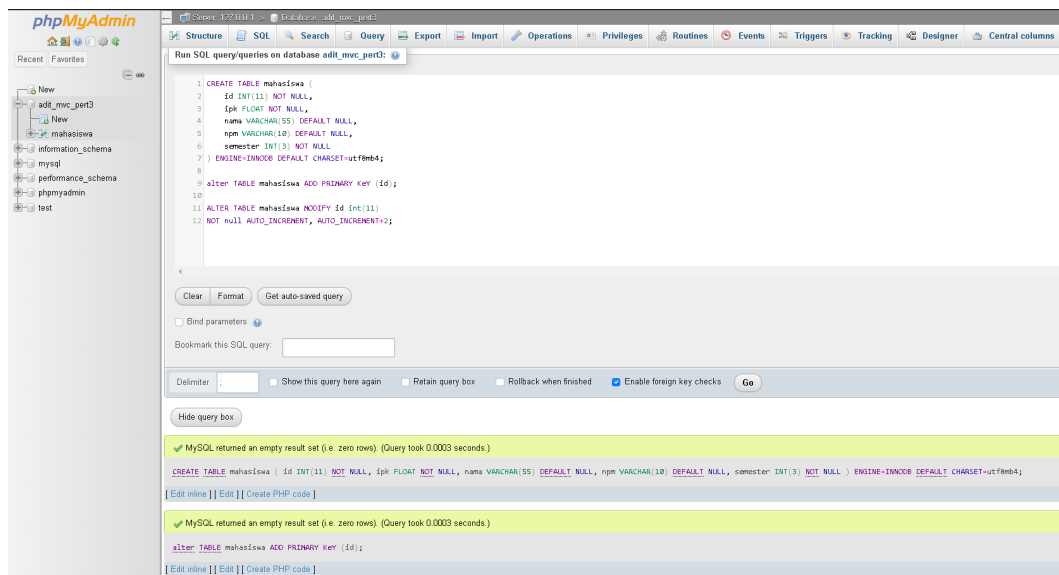 phpMyAdmin
Recent Favorites
New
adit_mvc_pert3
New
mahasiswa
information_schema
mysql
performance_schema
phpmyadmin
test
Server: 127.0.0.1 » Database: adit_mvc_pert3
Structure SQL Search Query Export Import Operations Privileges Routines Events Triggers Tracking Designer Central columns
Run SQL query/queries on database adit_mvc_pert3:
1 CREATE TABLE mahasiswa (
2 id INT(11) NOT NULL,
3 ipk FLOAT NOT NULL,
4 nama VARCHAR(55) DEFAULT NULL,
5 npm VARCHAR(10) DEFAULT NULL,
6 semester INT(3) NOT NULL
7 ) ENGINE=INNODB DEFAULT CHARSET=utf8mb4;
8
9 alter TABLE mahasiswa ADD PRIMARY KeY (id);
10
11 ALTER TABLE mahasiswa MODIFY id int(11)
12 NOT null AUTO_INCREMENT, AUTO_INCREMENT=2;
Clear Format Get auto-saved query
Bind parameters
Bookmark this SQL query:
Delimiter ; Show this query here again Retain query box Rollback when finished Enable foreign key checks Go
Hide query box
MySQL returned an empty result set (i.e. zero rows). (Query took 0.0003 seconds.)
CREATE TABLE mahasiswa ( id INT(11) NOT NULL, ipk FLOAT NOT NULL, nama VARCHAR(55) DEFAULT NULL, npm VARCHAR(10) DEFAULT NULL, semester INT(3) NOT NULL ) ENGINE=INNODB DEFAULT CHARSET=utf8mb4;
[ Edit inline ] [ Edit ] [ Create PHP code ]
MySQL returned an empty result set (i.e. zero rows). (Query took 0.0003 seconds.)
alter TABLE mahasiswa ADD PRIMARY KeY (id);
[ Edit inline ] [ Edit ] [ Create PHP code ]